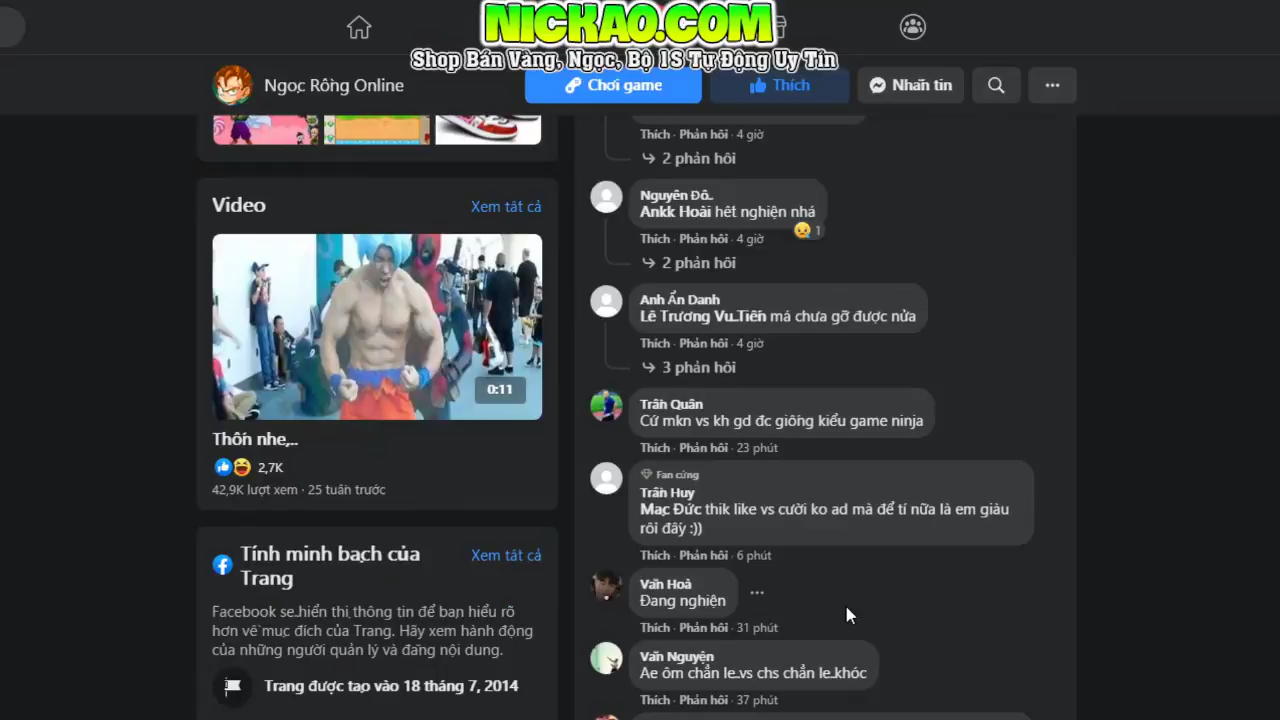 NICKAO.COM
Shop Bán Vàng, Ngọc, Bộ 1S Tự Động Uy Tín
Ngọc Rồng Online
Chơi game
Thích
Nhắn tin
Video
Xem tất cả
0:11
Thốn nhẹ...
2,7K
42,9K lượt xem · 25 tuần trước
Tính minh bạch của
Trang
Xem tất cả
Facebook sẽ hiển thị thông tin để bạn hiểu rõ
hơn về mục đích của Trang. Hãy xem hành động
của những người quản lý và đăng nội dung.
Trang được tạo vào 18 tháng 7, 2014
Thích · Phản hồi · 4 giờ
2 phản hồi
Nguyễn Đô..
Ankk Hoài hết nghiện nhá
1
Thích · Phản hồi · 4 giờ
2 phản hồi
Anh Ẩn Danh
Lê Trương Vũ Tiến má chưa gỡ được nửa
Thích · Phản hồi · 4 giờ
3 phản hồi
Trần Quân
Cứ mkn vs kh gd đc giống kiểu game ninja
Thích · Phản hồi · 23 phút
Fan cứng
Trần Huy
Mạc Đức thik like vs cười ko ad mà để tí nữa là em giàu
rồi đấy :))
Thích · Phản hồi · 6 phút
Văn Hoà
Đang nghiện
Thích · Phản hồi · 31 phút
Văn Nguyện
Ae ôm chẳn lẻ vs chs chẳn lẻ khóc
Thích · Phản hồi · 37 phút